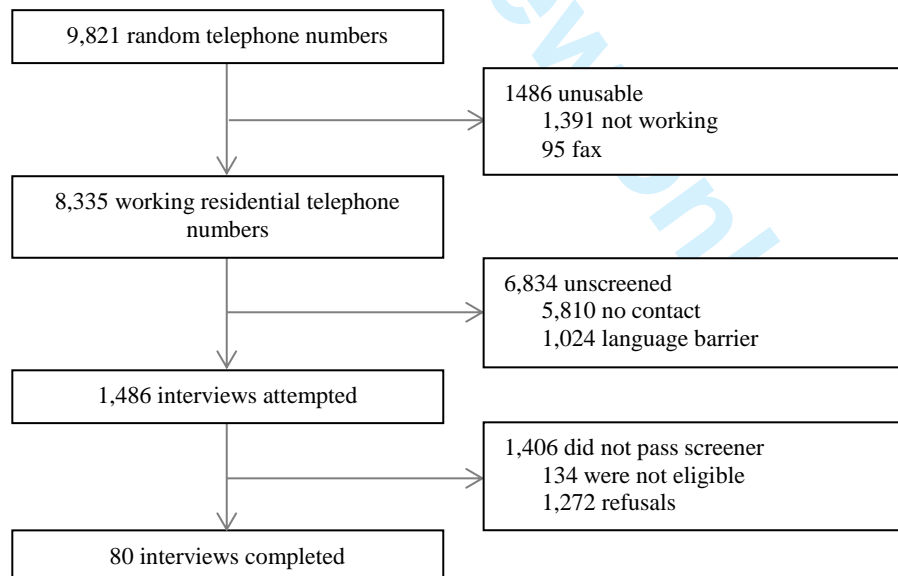 9,821 random telephone numbers
1486 unusable
1,391 not working
95 fax
8,335 working residential telephone
numbers
6,834 unscreened
5,810 no contact
1,024 language barrier
1,486 interviews attempted
1,406 did not pass screener
134 were not eligible
1,272 refusals
80 interviews completed